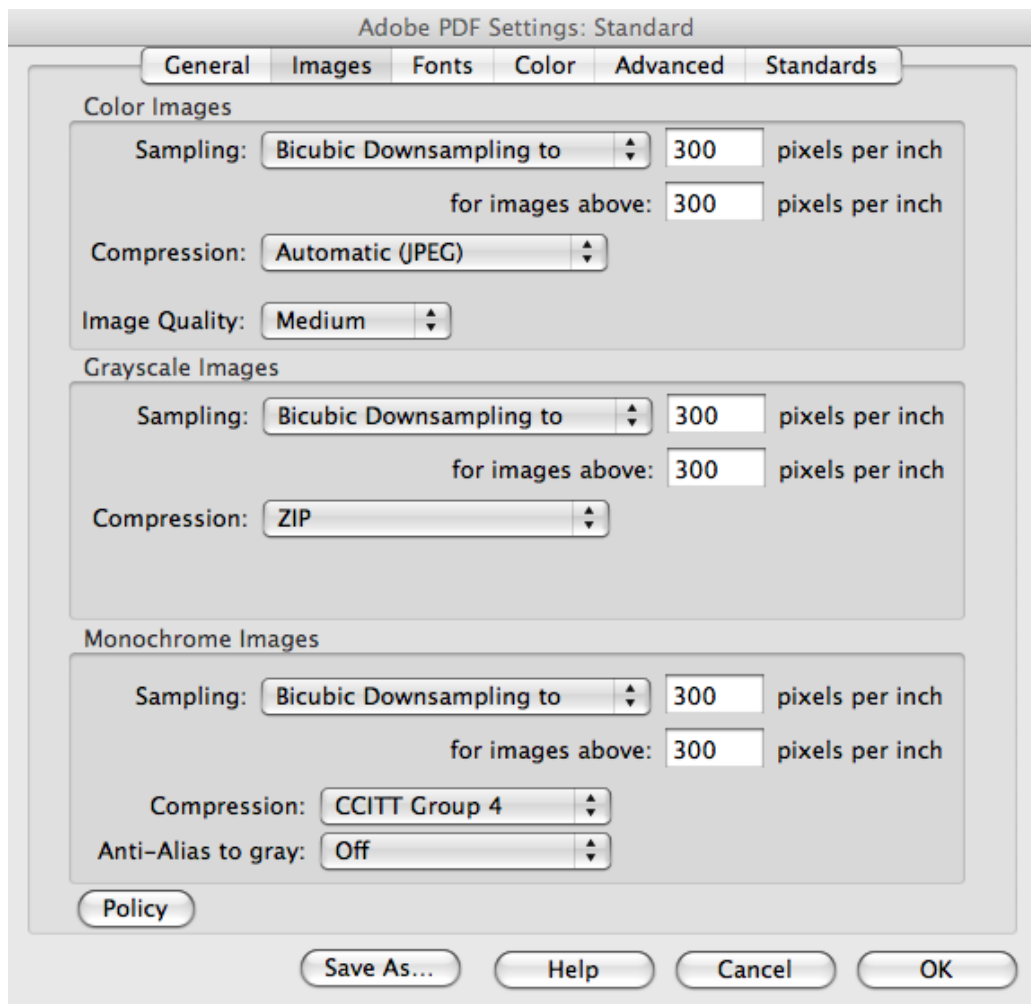 Adobe PDF Settings: Standard
General Images Fonts Color Advanced Standards
Color Images
Sampling: Bicubic Downsampling to 300 pixels per inch
for images above: 300 pixels per inch
Compression: Automatic (JPEG)
Image Quality: Medium
Grayscale Images
Sampling: Bicubic Downsampling to 300 pixels per inch
for images above: 300 pixels per inch
Compression: ZIP
Monochrome Images
Sampling: Bicubic Downsampling to 300 pixels per inch
for images above: 300 pixels per inch
Compression: CCITT Group 4
Anti-Alias to gray: Off
Policy
Save As... Help Cancel OK